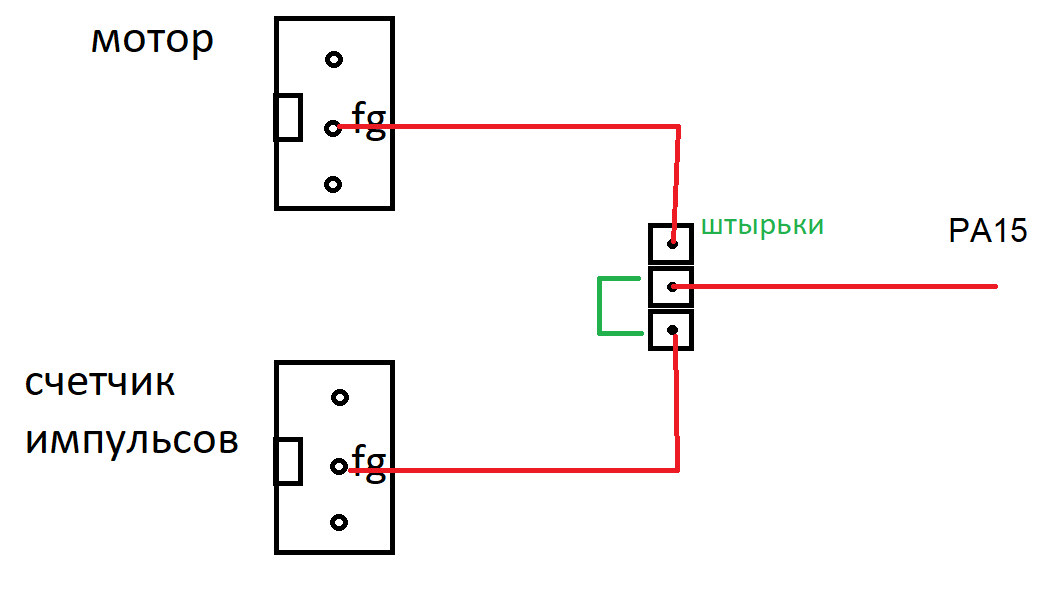 мотор
fg
штырьки
PA15
счетчик
импульсов
fg